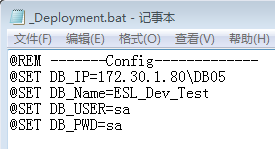 _Deployment.bat - 记事本
文件(F) 编辑(E) 格式(O) 查看(V) 帮助(H)
@REM -------Config-------------
@SET DB_IP=172.30.1.80\DB05
@SET DB_Name=ESL_Dev_Test
@SET DB_USER=sa
@SET DB_PWD=sa